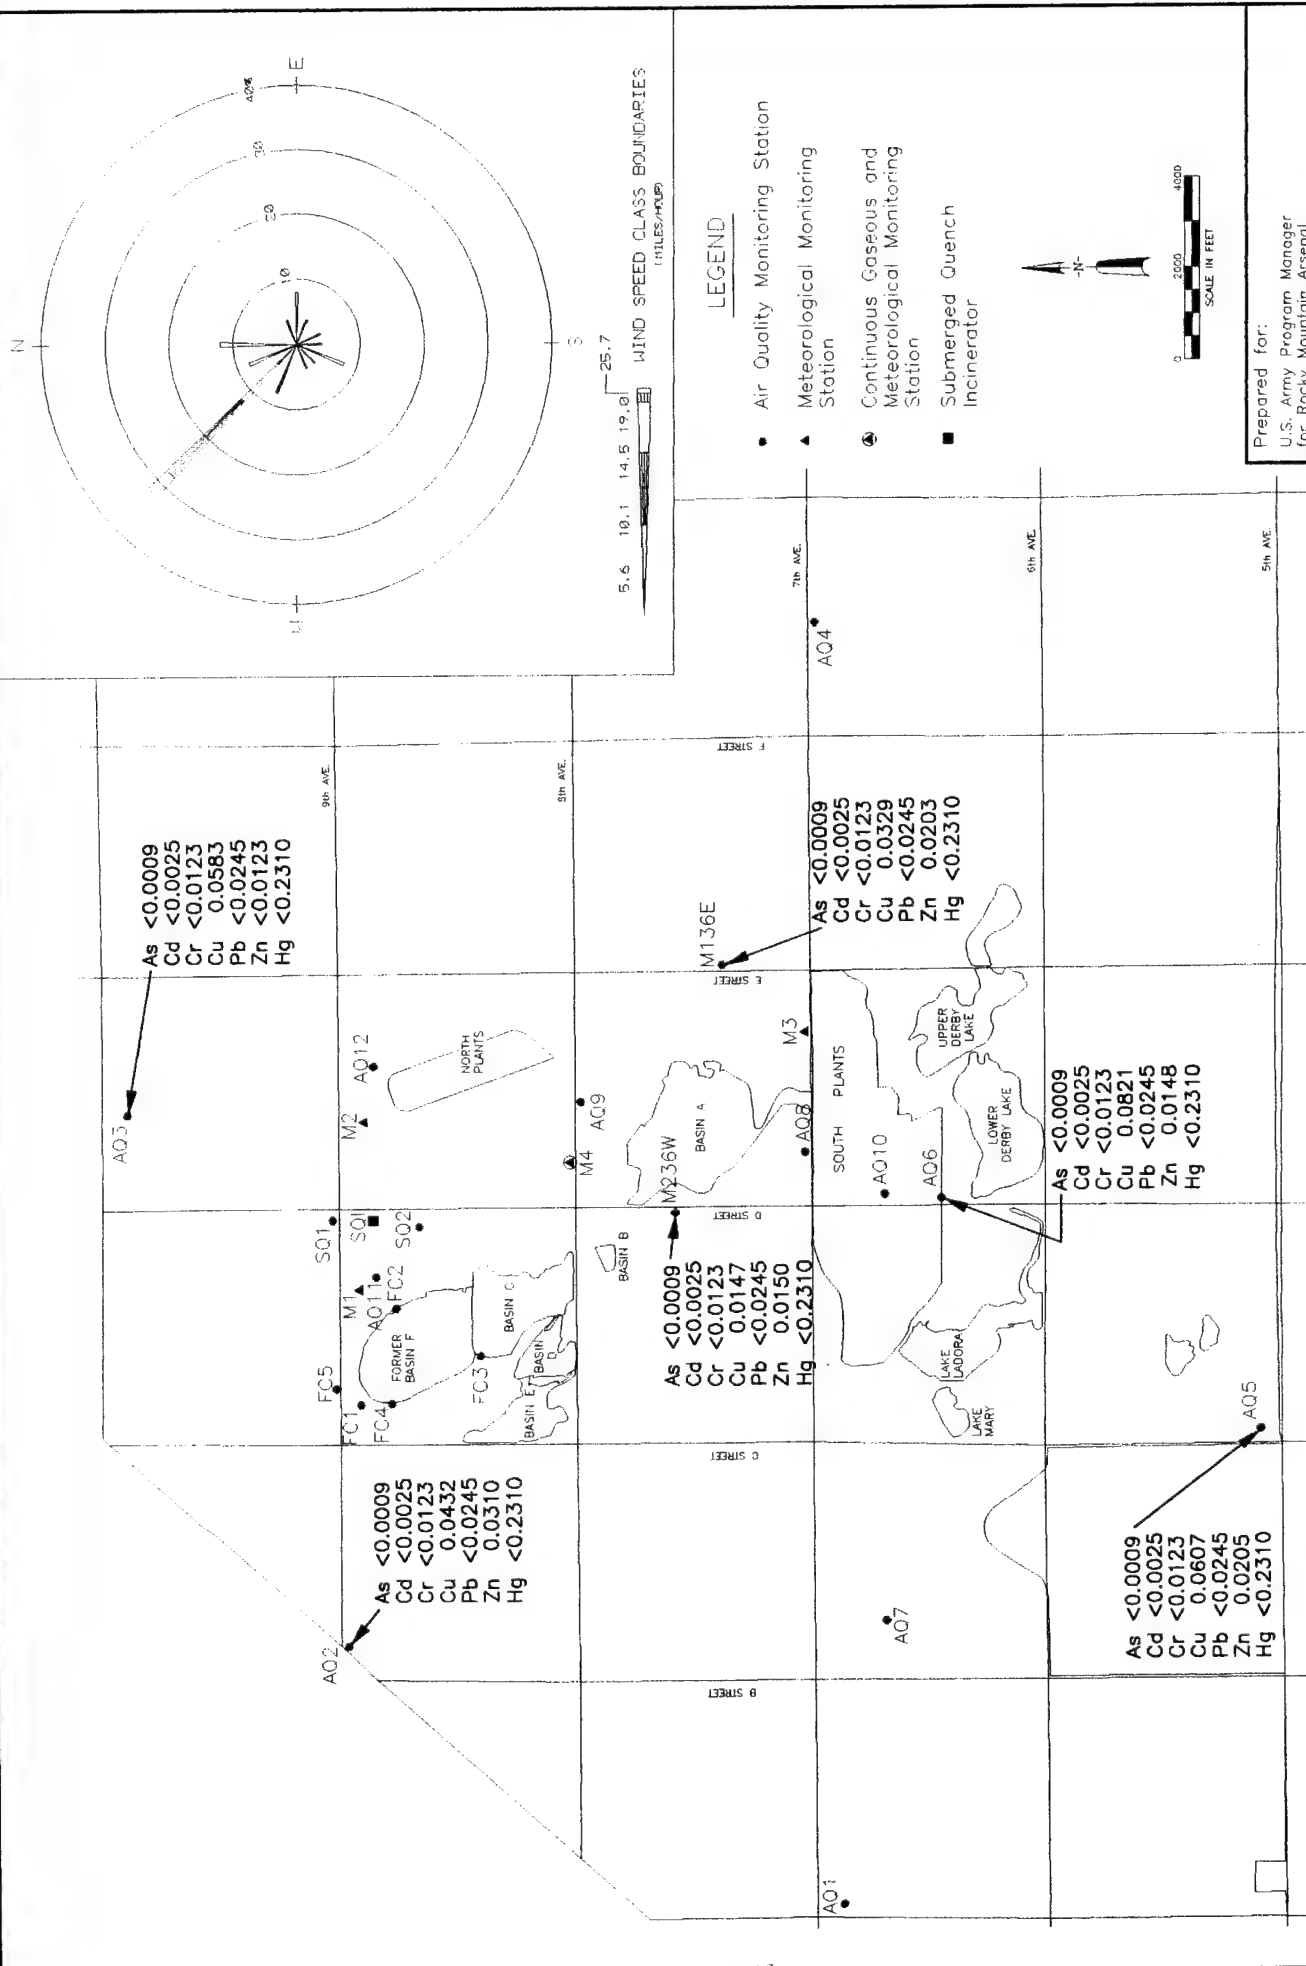 N
E
S
W
10
20
30
40%
WIND SPEED CLASS BOUNDARIES
(MILES/HOUR)
5.6 10.1 14.5 19.0 25.7
LEGEND
Air Quality Monitoring Station
Meteorological Monitoring
Station
Continuous Gaseous and
Meteorological Monitoring
Station
Submerged Quench
Incinerator
-N-
0 2000 4000
SCALE IN FEET
Prepared for:
U.S. Army Program Manager
for Rocky Mountain Arsenal
AQ3
As <0.0009
Cd <0.0025
Cr <0.0123
Cu 0.0583
Pb <0.0245
Zn <0.0123
Hg <0.2310
9th AVE.
AQ2
As <0.0009
Cd <0.0025
Cr <0.0123
Cu 0.0432
Pb <0.0245
Zn 0.0310
Hg <0.2310
FC5
FC1
FC4
M1
AQ11
FC2
SQ1
SQI
SQ2
M2
AQ12
FORMER
BASIN F
NORTH
PLANTS
FC3
BASIN C
BASIN
D
BASIN E
8th AVE.
M4
AQ9
BASIN B
M236W
BASIN A
As <0.0009
Cd <0.0025
Cr <0.0123
Cu 0.0147
Pb <0.0245
Zn 0.0150
Hg <0.2310
M136E
As <0.0009
Cd <0.0025
Cr <0.0123
Cu 0.0329
Pb <0.0245
Zn 0.0203
Hg <0.2310
B STREET
C STREET
D STREET
E STREET
F STREET
7th AVE.
AQ1
AQ7
AQ8
M3
AQ4
SOUTH PLANTS
AQ10
AQ6
As <0.0009
Cd <0.0025
Cr <0.0123
Cu 0.0821
Pb <0.0245
Zn 0.0148
Hg <0.2310
UPPER
DERBY
LAKE
LOWER
DERBY LAKE
LAKE
LADORA
LAKE
MARY
6th AVE.
As <0.0009
Cd <0.0025
Cr <0.0123
Cu 0.0607
Pb <0.0245
Zn 0.0205
Hg <0.2310
AQ5
5th AVE.